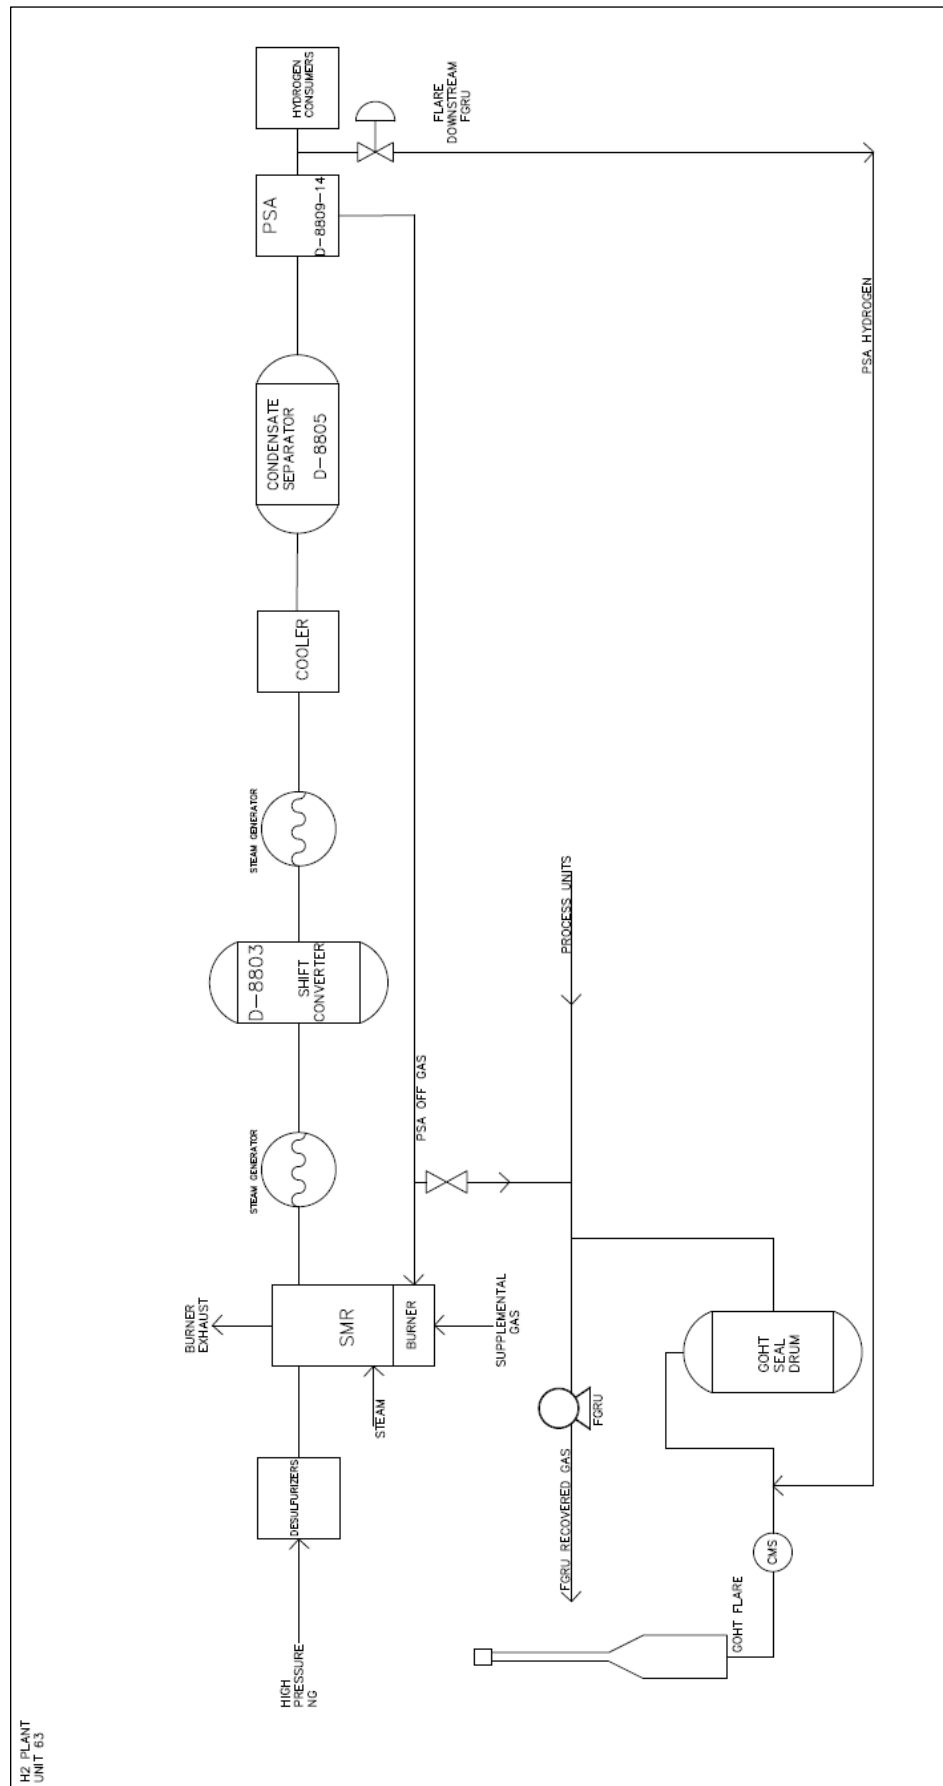 H2 PLANT
UNIT 63
HIGH
PRESSURE
NG
DESULFURIZERS
STEAM
SMR
BURNER
BURNER
EXHAUST
SUPPLEMENTAL
GAS
STEAM GENERATOR
D-8803
SHIFT
CONVERTER
STEAM GENERATOR
COOLER
CONDENSATE
SEPARATOR
D-8805
PSA
D-8809-14
HYDROGEN
CONSUMERS
FLARE
DOWNSTREAM
FGRU
PSA OFF GAS
PROCESS UNITS
PSA HYDROGEN
FGRU
FGRU RECOVERED GAS
GOHT
SEAL
DRUM
CMS
GOHT FLARE